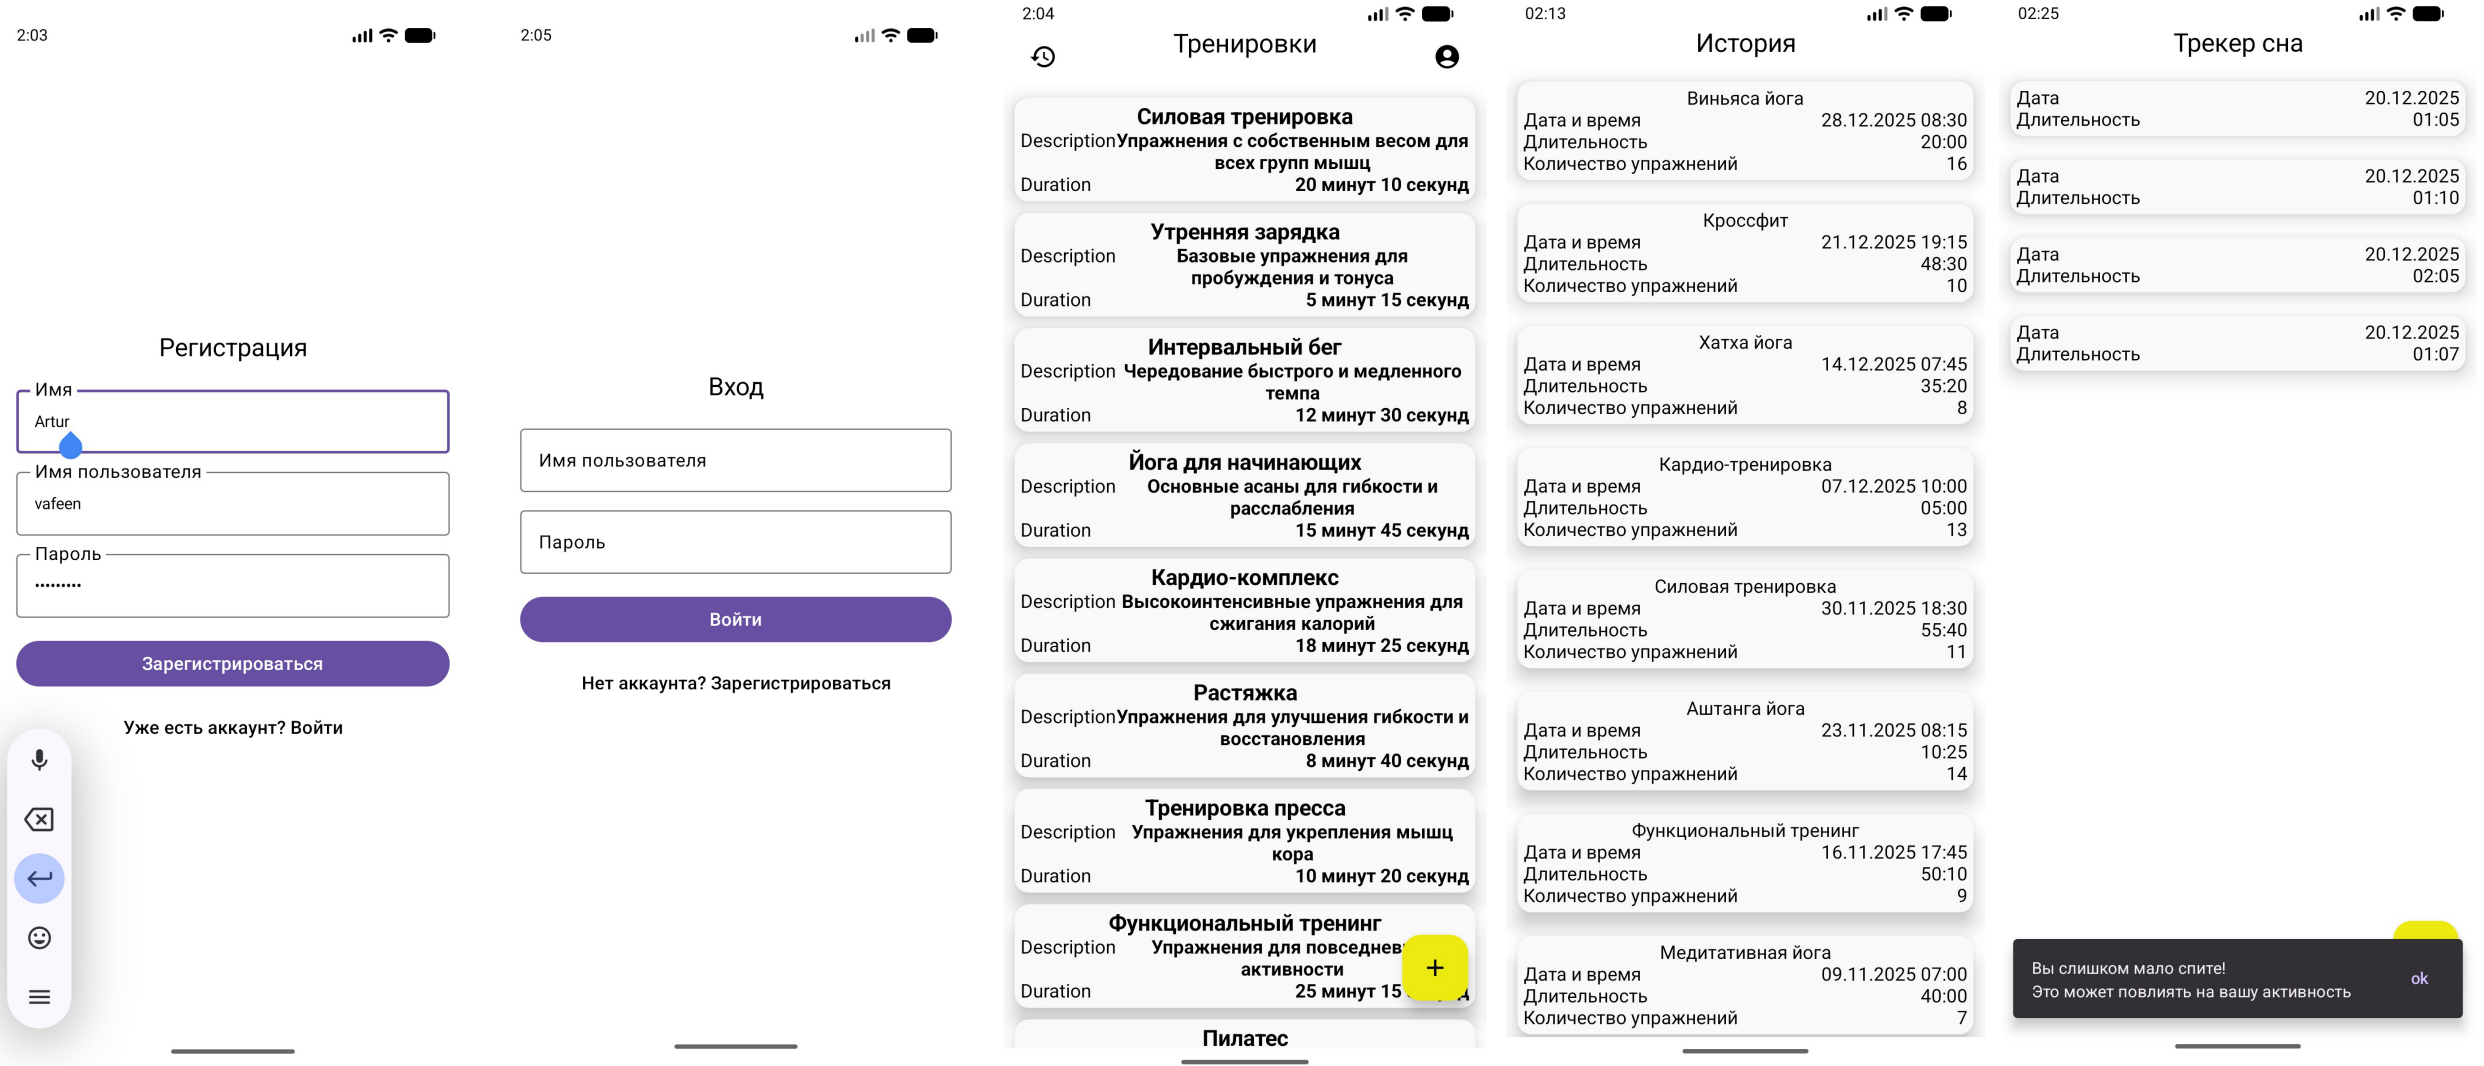 2:03
Регистрация
Имя
Artur
Имя пользователя
vafeen
Пароль
•••••••••
Зарегистрироваться
Уже есть аккаунт? Войти
2:05
Вход
Имя пользователя
Пароль
Войти
Нет аккаунта? Зарегистрироваться
2:04
Тренировки
Силовая тренировка
Description Упражнения с собственным весом для
всех групп мышц
Duration 20 минут 10 секунд
Утренняя зарядка
Description Базовые упражнения для
пробуждения и тонуса
Duration 5 минут 15 секунд
Интервальный бег
Description Чередование быстрого и медленного
темпа
Duration 12 минут 30 секунд
Йога для начинающих
Description Основные асаны для гибкости и
расслабления
Duration 15 минут 45 секунд
Кардио-комплекс
Description Высокоинтенсивные упражнения для
сжигания калорий
Duration 18 минут 25 секунд
Растяжка
Description Упражнения для улучшения гибкости и
восстановления
Duration 8 минут 40 секунд
Тренировка пресса
Description Упражнения для укрепления мышц
кора
Duration 10 минут 20 секунд
Функциональный тренинг
Description Упражнения для
активности
Duration 25 минут 15
+
Пилатес
02:13
История
Виньяса йога
Дата и время 28.12.2025 08:30
Длительность 20:00
Количество упражнений 16
Кроссфит
Дата и время 21.12.2025 19:15
Длительность 48:30
Количество упражнений 10
Хатха йога
Дата и время 14.12.2025 07:45
Длительность 35:20
Количество упражнений 8
Кардио-тренировка
Дата и время 07.12.2025 10:00
Длительность 05:00
Количество упражнений 13
Силовая тренировка
Дата и время 30.11.2025 18:30
Длительность 55:40
Количество упражнений 11
Аштанга йога
Дата и время 23.11.2025 08:15
Длительность 10:25
Количество упражнений 14
Функциональный тренинг
Дата и время 16.11.2025 17:45
Длительность 50:10
Количество упражнений 9
Медитативная йога
Дата и время 09.11.2025 07:00
Длительность 40:00
Количество упражнений 7
02:25
Трекер сна
Дата 20.12.2025
Длительность 01:05
Дата 20.12.2025
Длительность 01:10
Дата 20.12.2025
Длительность 02:05
Дата 20.12.2025
Длительность 01:07
Вы слишком мало спите!
Это может повлиять на вашу активность
ok